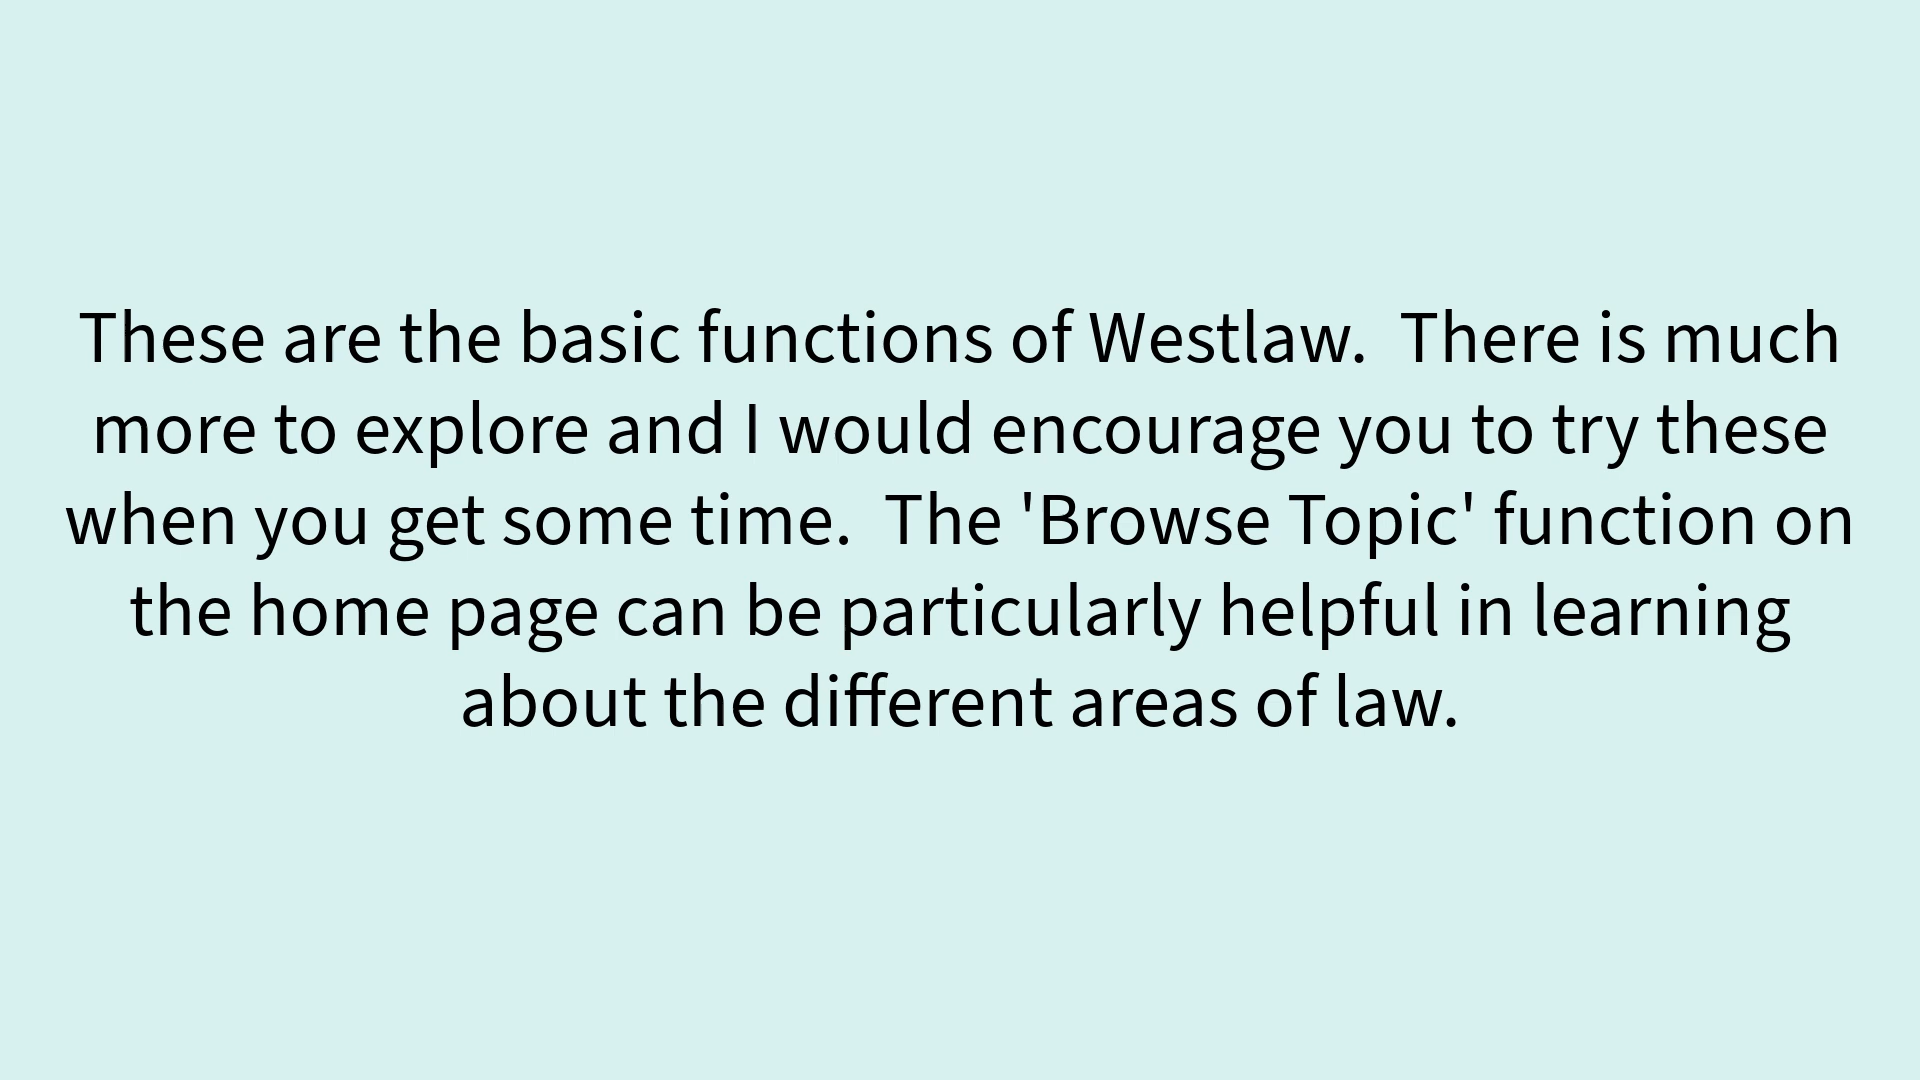 These are the basic functions of Westlaw.  There is much
more to explore and I would encourage you to try these
when you get some time.  The 'Browse Topic' function on
the home page can be particularly helpful in learning
about the different areas of law.